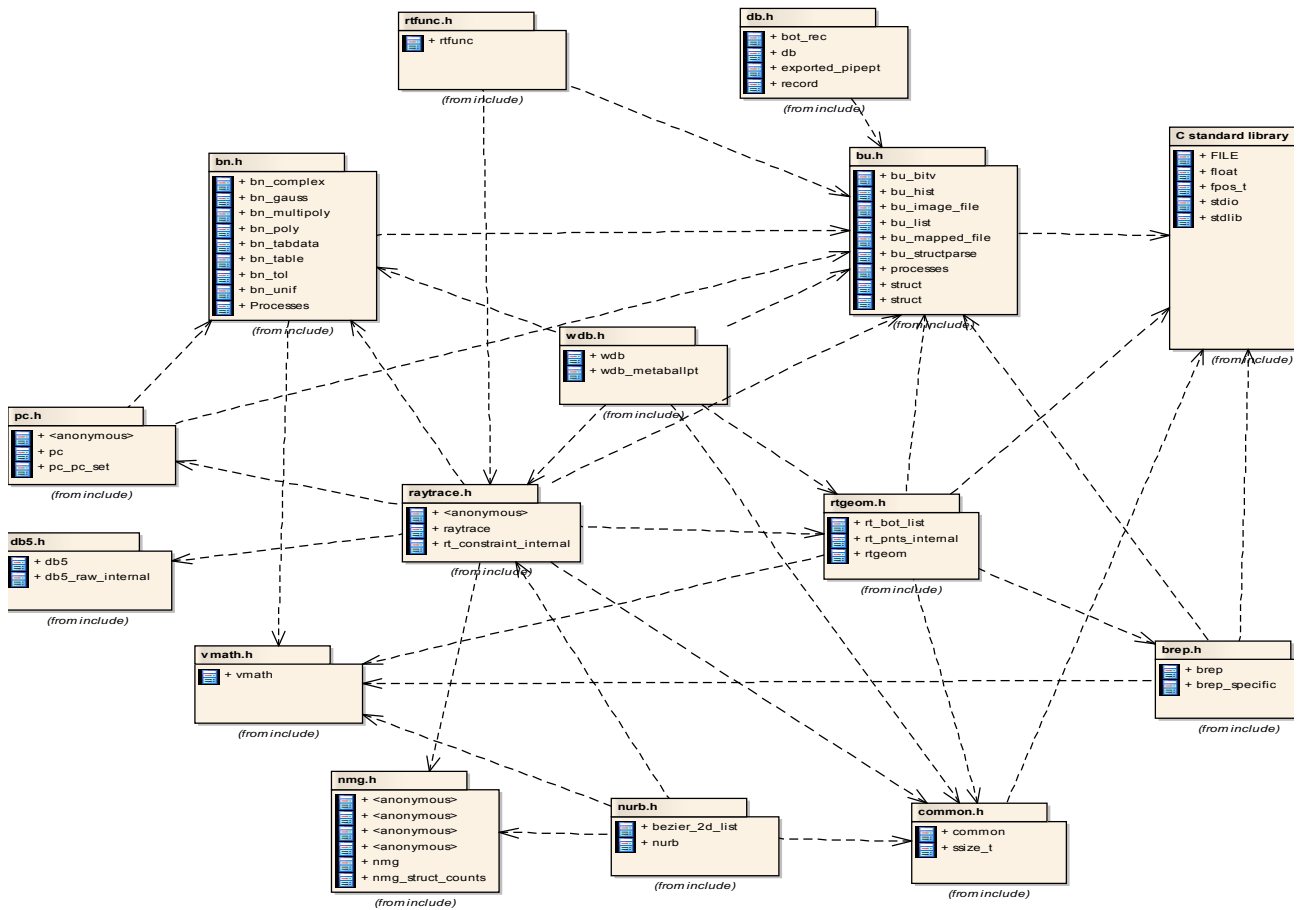 rtfunc.h
+ rtfunc
(from include)
db.h
+ bot_rec
+ db
+ exported_pipept
+ record
(from include)
C standard library
+ FILE
+ float
+ fpos_t
+ stdio
+ stdlib
(from include)
bn.h
+ bn_complex
+ bn_gauss
+ bn_multipoly
+ bn_poly
+ bn_tabdata
+ bn_table
+ bn_tol
+ bn_unif
+ Processes
(from include)
bu.h
+ bu_bitv
+ bu_hist
+ bu_image_file
+ bu_list
+ bu_mapped_file
+ bu_structparse
+ processes
+ struct
+ struct
(from include)
wdb.h
+ wdb
+ wdb_metaballpt
(from include)
pc.h
+ <anonymous>
+ pc
+ pc_pc_set
(from include)
raytrace.h
+ <anonymous>
+ raytrace
+ rt_constraint_internal
(from include)
rtgeom.h
+ rt_bot_list
+ rt_pnts_internal
+ rtgeom
(from include)
db5.h
+ db5
+ db5_raw_internal
(from include)
vmath.h
+ vmath
(from include)
brep.h
+ brep
+ brep_specific
(from include)
nmg.h
+ <anonymous>
+ <anonymous>
+ <anonymous>
+ <anonymous>
+ nmg
+ nmg_struct_counts
(from include)
nurb.h
+ bezier_2d_list
+ nurb
(from include)
common.h
+ common
+ ssize_t
(from include)